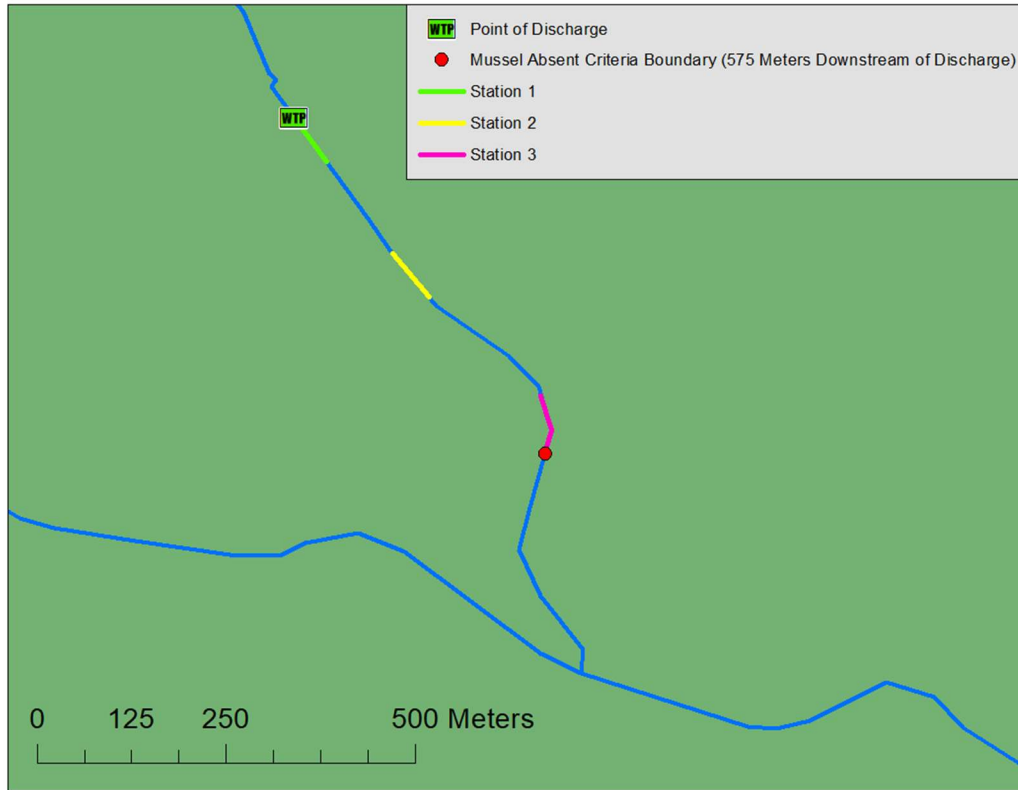 WTP Point of Discharge
Mussel Absent Criteria Boundary (575 Meters Downstream of Discharge)
Station 1
Station 2
Station 3
WTP
0 125 250 500 Meters